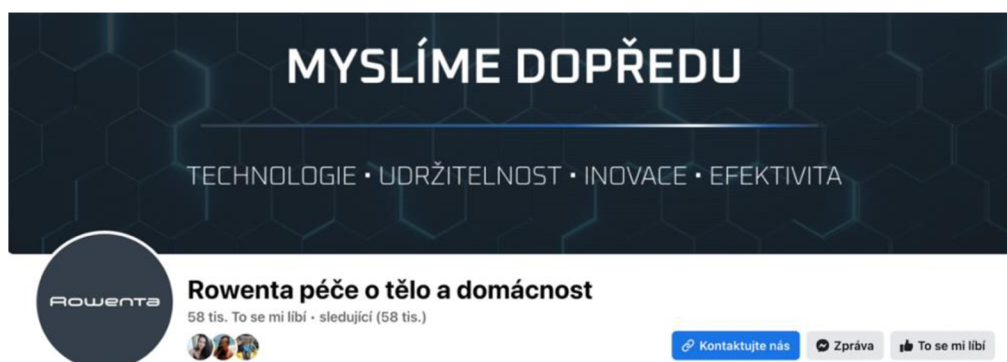 MYSLÍME DOPŘEDU
TECHNOLOGIE • UDRŽITELNOST • INOVACE • EFEKTIVITA
Rowenta
Rowenta péče o tělo a domácnost
58 tis. To se mi líbí • sledující (58 tis.)
Kontaktujte nás
Zpráva
To se mi líbí